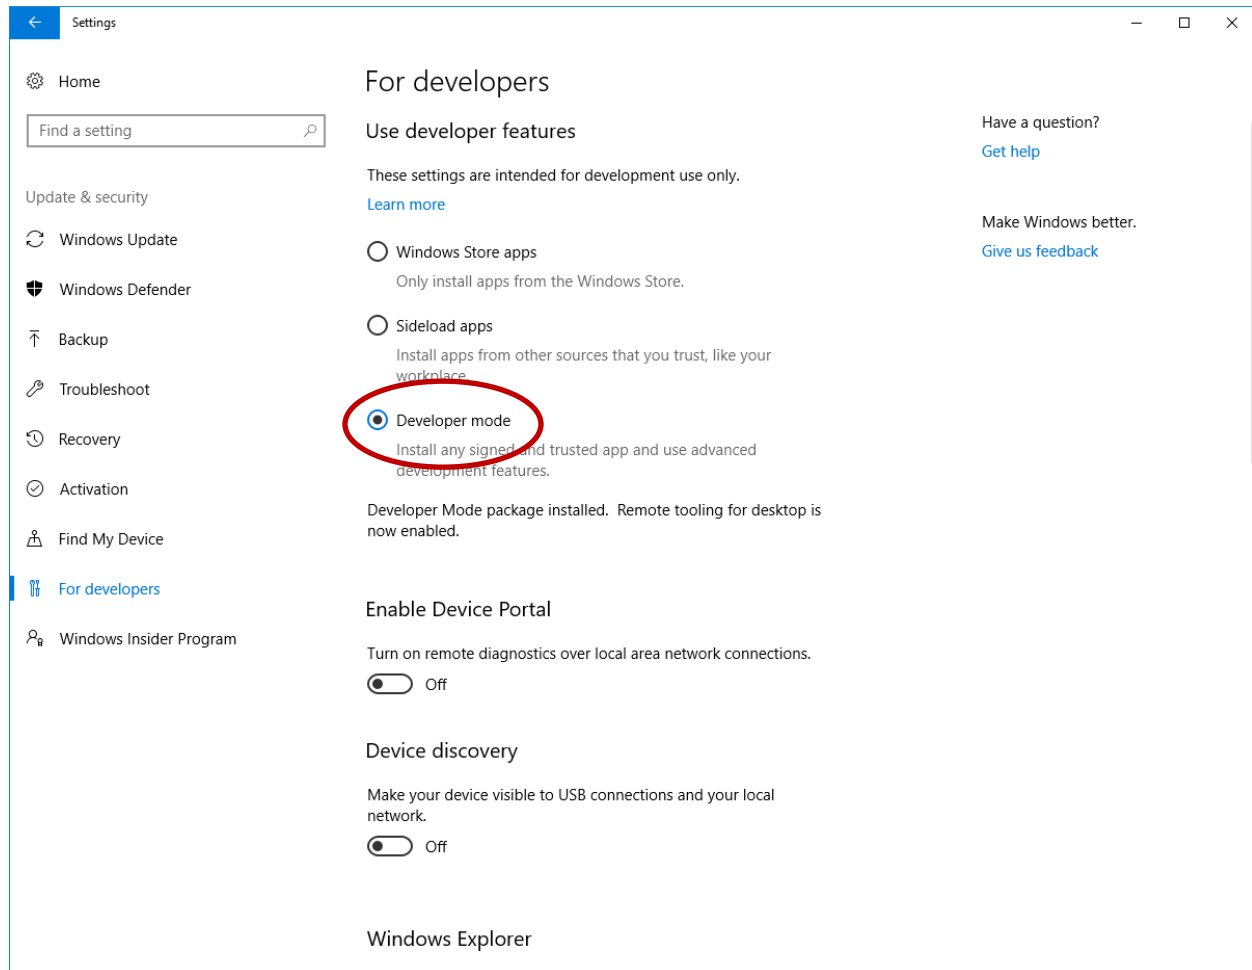 Settings
Home
Find a setting
Update & security
Windows Update
Windows Defender
Backup
Troubleshoot
Recovery
Activation
Find My Device
For developers
Windows Insider Program
For developers
Use developer features
These settings are intended for development use only.
Learn more
Windows Store apps
Only install apps from the Windows Store.
Sideload apps
Install apps from other sources that you trust, like your
workplace.
Developer mode
Install any signed and trusted app and use advanced
development features.
Developer Mode package installed.  Remote tooling for desktop is
now enabled.
Enable Device Portal
Turn on remote diagnostics over local area network connections.
Off
Device discovery
Make your device visible to USB connections and your local
network.
Off
Windows Explorer
Have a question?
Get help
Make Windows better.
Give us feedback